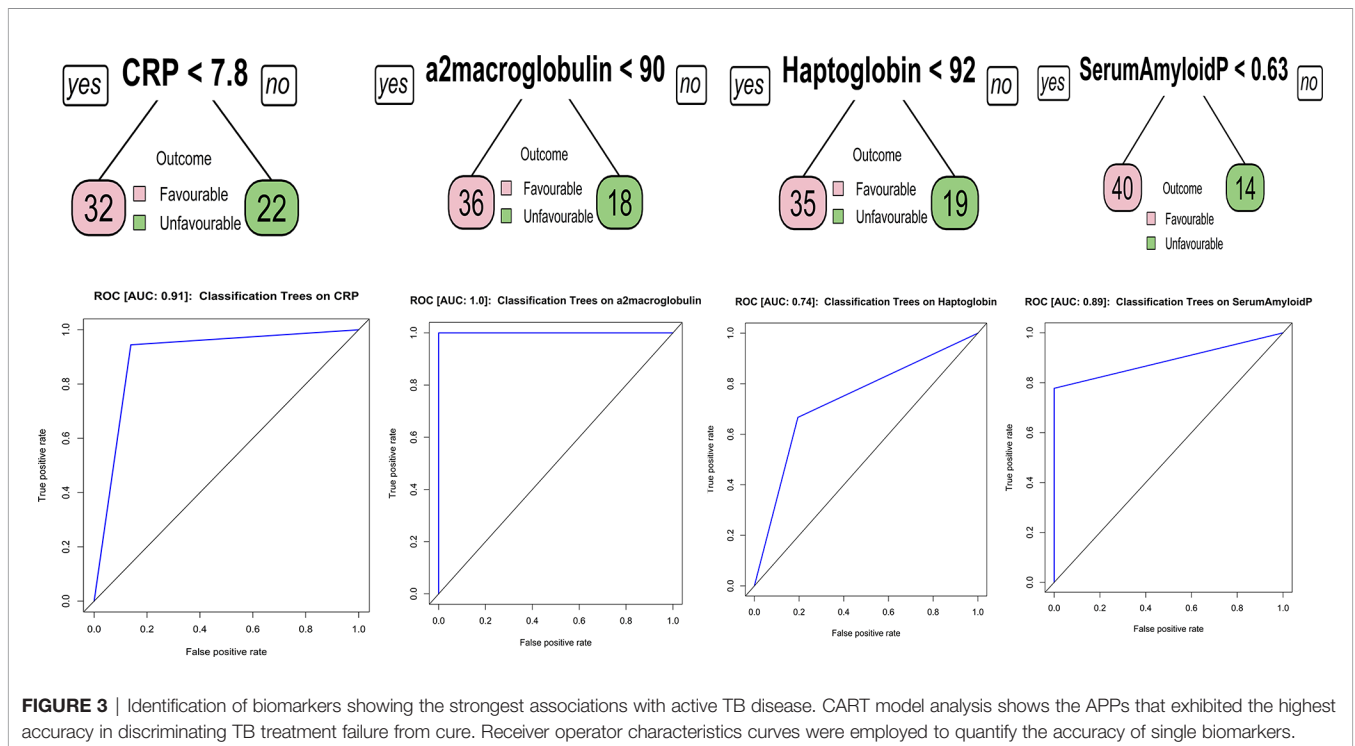 yes CRP < 7.8 no
32 22
Outcome
Favourable
Unfavourable
yes a2macroglobulin < 90 no
36 18
Outcome
Favourable
Unfavourable
yes Haptoglobin < 92 no
35 19
Outcome
Favourable
Unfavourable
yes SerumAmyloidP < 0.63 no
40 14
Outcome
Favourable
Unfavourable
ROC [AUC: 0.91]: Classification Trees on CRP
True positive rate
1.0
0.8
0.6
0.4
0.2
0.0
0.0 0.2 0.4 0.6 0.8 1.0
False positive rate
ROC [AUC: 1.0]: Classification Trees on a2macroglobulin
True positive rate
1.0
0.8
0.6
0.4
0.2
0.0
0.0 0.2 0.4 0.6 0.8 1.0
False positive rate
ROC [AUC: 0.74]: Classification Trees on Haptoglobin
True positive rate
1.0
0.8
0.6
0.4
0.2
0.0
0.0 0.2 0.4 0.6 0.8 1.0
False positive rate
ROC [AUC: 0.89]: Classification Trees on SerumAmyloidP
True positive rate
1.0
0.8
0.6
0.4
0.2
0.0
0.0 0.2 0.4 0.6 0.8 1.0
False positive rate
FIGURE 3 | Identification of biomarkers showing the strongest associations with active TB disease. CART model analysis shows the APPs that exhibited the highest
accuracy in discriminating TB treatment failure from cure. Receiver operator characteristics curves were employed to quantify the accuracy of single biomarkers.